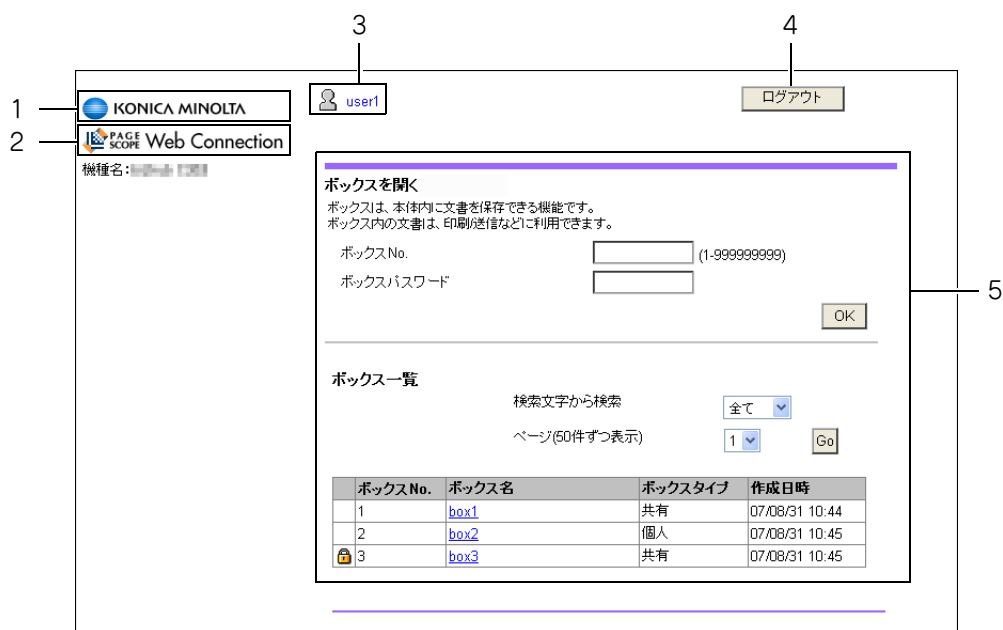 3
4
1
KONICA MINOLTA
user1
ログアウト
2
PAGE SCOPE Web Connection
機種名:
ボックスを開く
ボックスは、本体内に文書を保存できる機能です。
ボックス内の文書は、印刷/送信などに利用できます。
ボックスNo.
(1-999999999)
ボックスパスワード
5
OK
ボックス一覧
検索文字から検索
全て
ページ(50件ずつ表示)
1
Go
ボックスNo. ボックス名 ボックスタイプ 作成日時
1 box1 共有 07/08/31 10:44
2 box2 個人 07/08/31 10:45
3 box3 共有 07/08/31 10:45